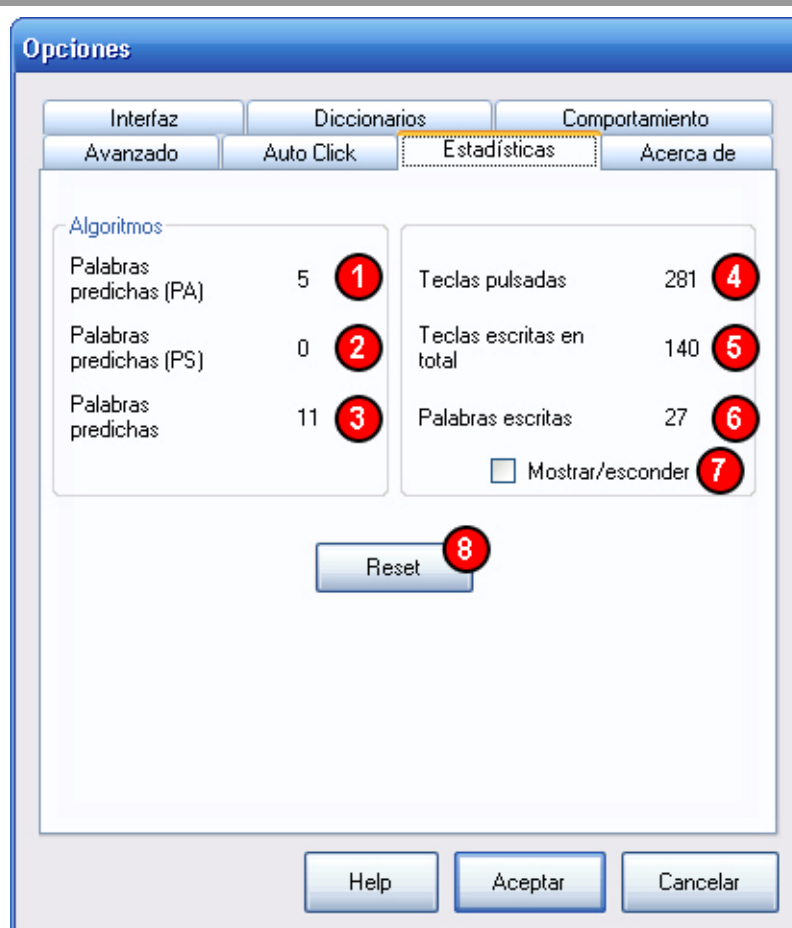 Opciones
Interfaz
Diccionarios
Comportamiento
Avanzado
Auto Click
Estadísticas
Acerca de
Algoritmos
Palabras
predichas (PA)
5
1
Palabras
predichas (PS)
0
2
Palabras
predichas
11
3
Teclas pulsadas
281
4
Teclas escritas en
total
140
5
Palabras escritas
27
6
Mostrar/esconder
7
Reset
8
Help
Aceptar
Cancelar